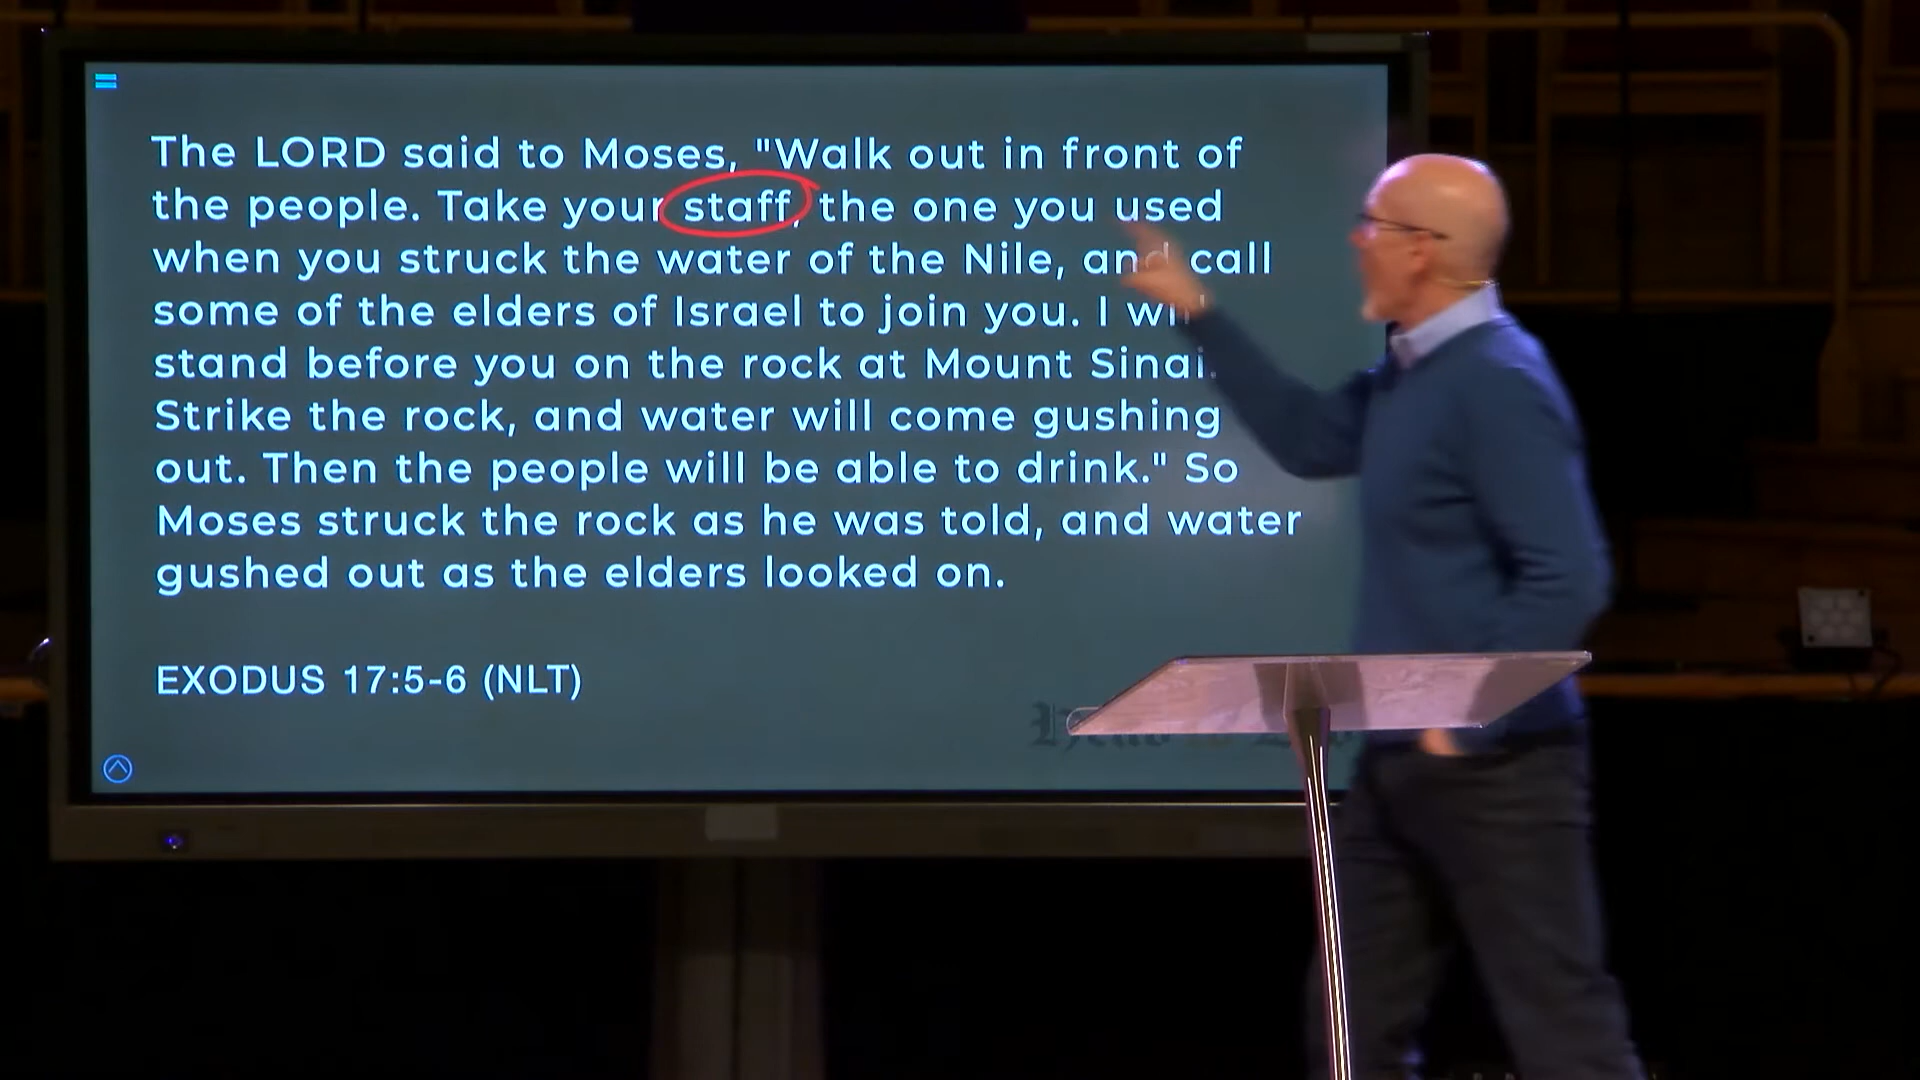 The LORD said to Moses, "Walk out in front of
the people. Take your staff, the one you used
when you struck the water of the Nile, and call
some of the elders of Israel to join you. I
stand before you on the rock at Mount Sinai.
Strike the rock, and water will come gushing
out. Then the people will be able to drink." So
Moses struck the rock as he was told, and water
gushed out as the elders looked on.
EXODUS 17:5-6 (NLT)